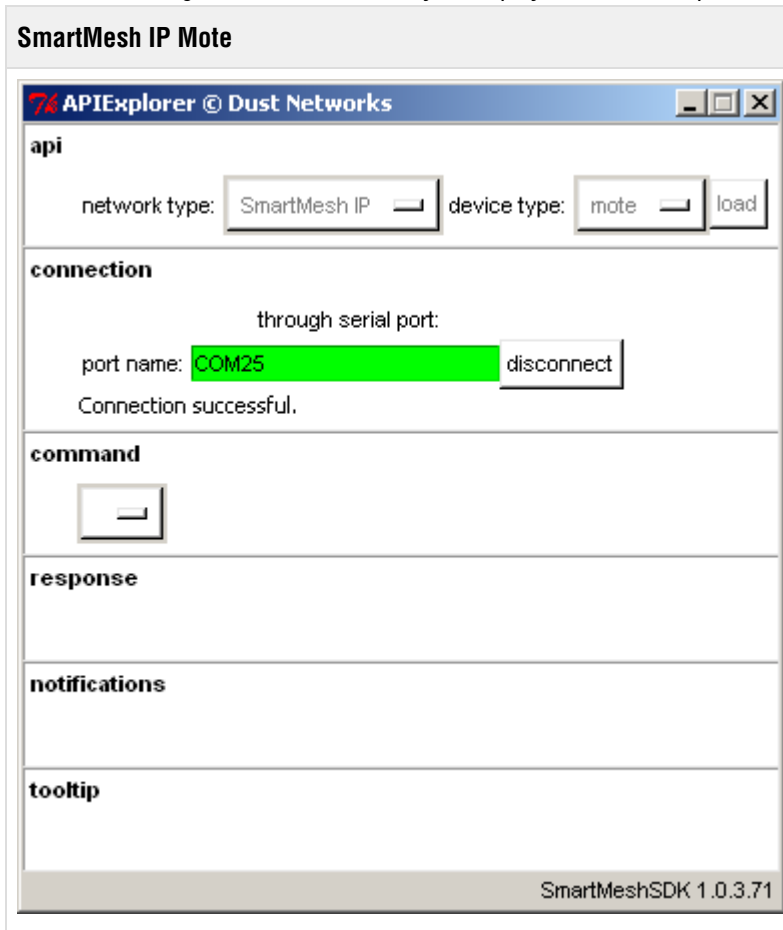 SmartMesh IP Mote
APIExplorer © Dust Networks
api
network type: SmartMesh IP device type: mote load
connection
through serial port:
port name: COM25 disconnect
Connection successful.
command
response
notifications
tooltip
SmartMeshSDK 1.0.3.71